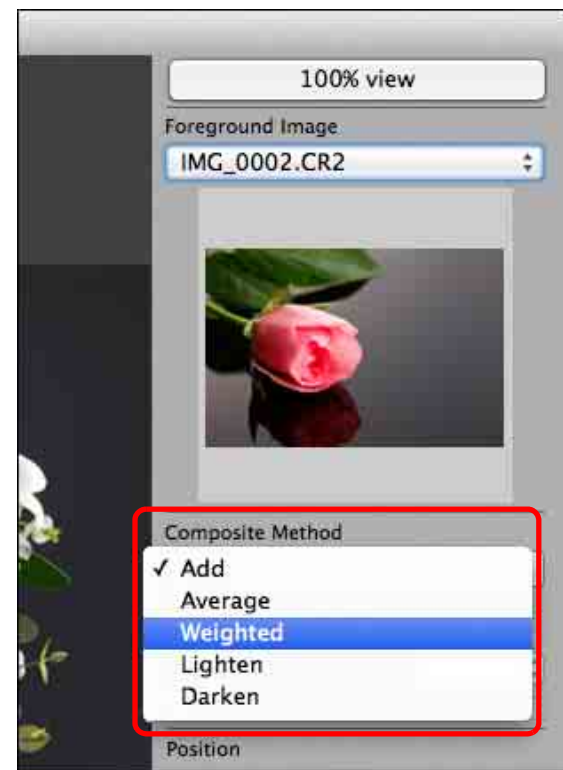 100% view
Foreground Image
IMG_0002.CR2
Composite Method
✓ Add
Average
Weighted
Lighten
Darken
Position